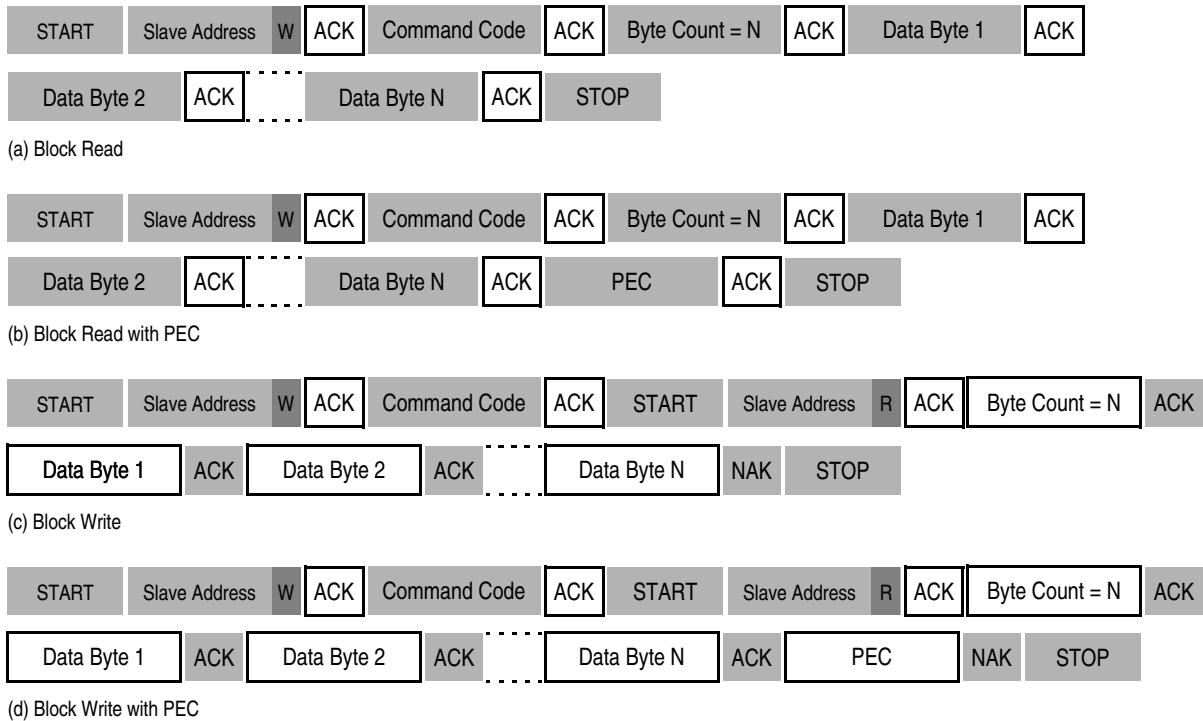 START Slave Address W ACK Command Code ACK Byte Count = N ACK Data Byte 1 ACK
Data Byte 2 ACK Data Byte N ACK STOP
(a) Block Read
START Slave Address W ACK Command Code ACK Byte Count = N ACK Data Byte 1 ACK
Data Byte 2 ACK Data Byte N ACK PEC ACK STOP
(b) Block Read with PEC
START Slave Address W ACK Command Code ACK START Slave Address R ACK Byte Count = N ACK
Data Byte 1 ACK Data Byte 2 ACK Data Byte N NAK STOP
(c) Block Write
START Slave Address W ACK Command Code ACK START Slave Address R ACK Byte Count = N ACK
Data Byte 1 ACK Data Byte 2 ACK Data Byte N ACK PEC NAK STOP
(d) Block Write with PEC